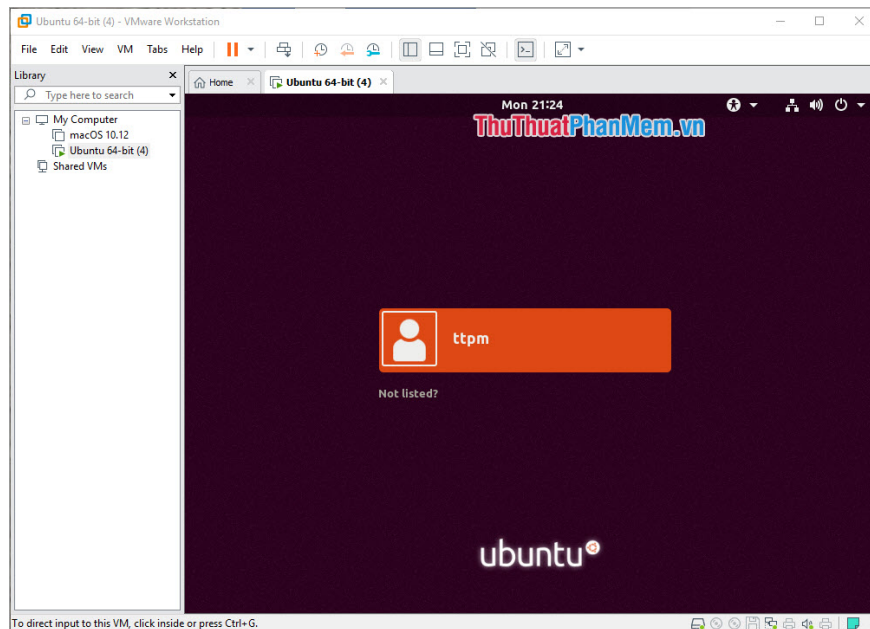 Ubuntu 64-bit (4) - VMware Workstation
File Edit View VM Tabs Help
Library
Type here to search
My Computer
macOS 10.12
Ubuntu 64-bit (4)
Shared VMs
Home Ubuntu 64-bit (4)
Mon 21:24
ThuThuatPhanMem.vn
ttpm
Not listed?
ubuntu
To direct input to this VM, click inside or press Ctrl+G.